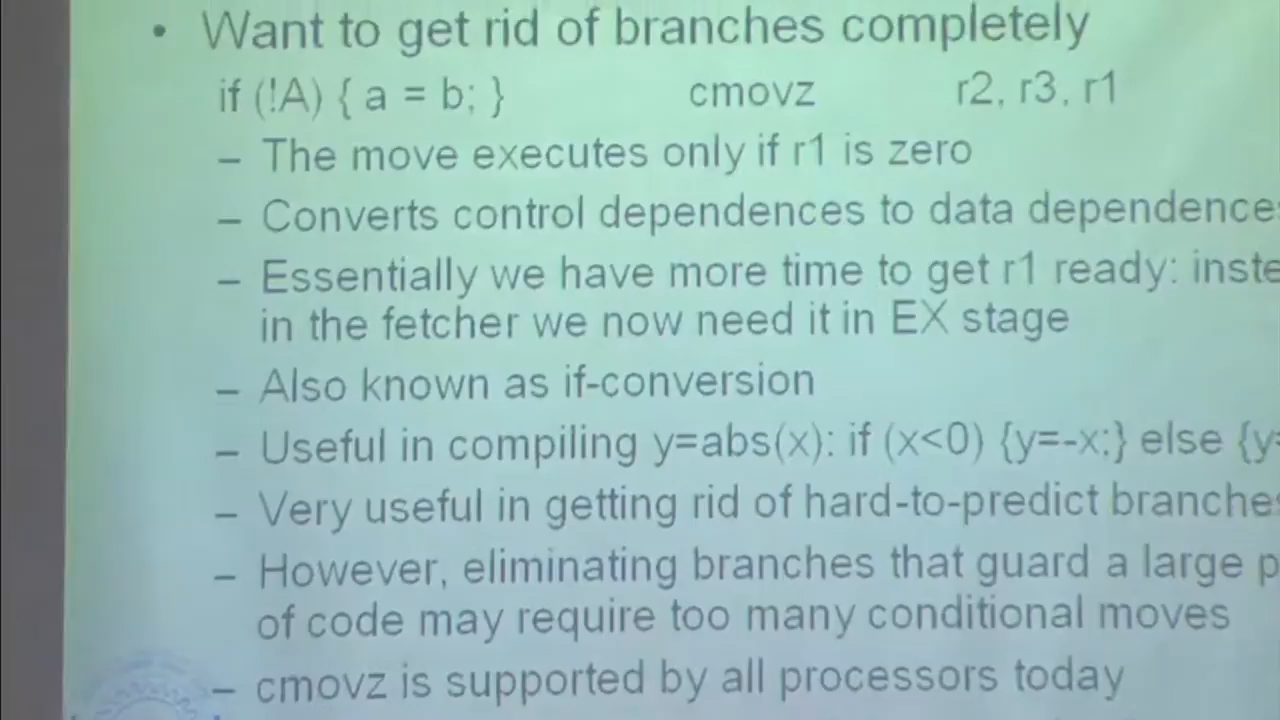 • Want to get rid of branches completely
if (!A) { a = b; } cmovz r2, r3, r1
– The move executes only if r1 is zero
– Converts control dependences to data dependence
– Essentially we have more time to get r1 ready: inste
in the fetcher we now need it in EX stage
– Also known as if-conversion
– Useful in compiling y=abs(x): if (x<0) {y=-x;} else {y=
– Very useful in getting rid of hard-to-predict branche
– However, eliminating branches that guard a large p
of code may require too many conditional moves
– cmovz is supported by all processors today